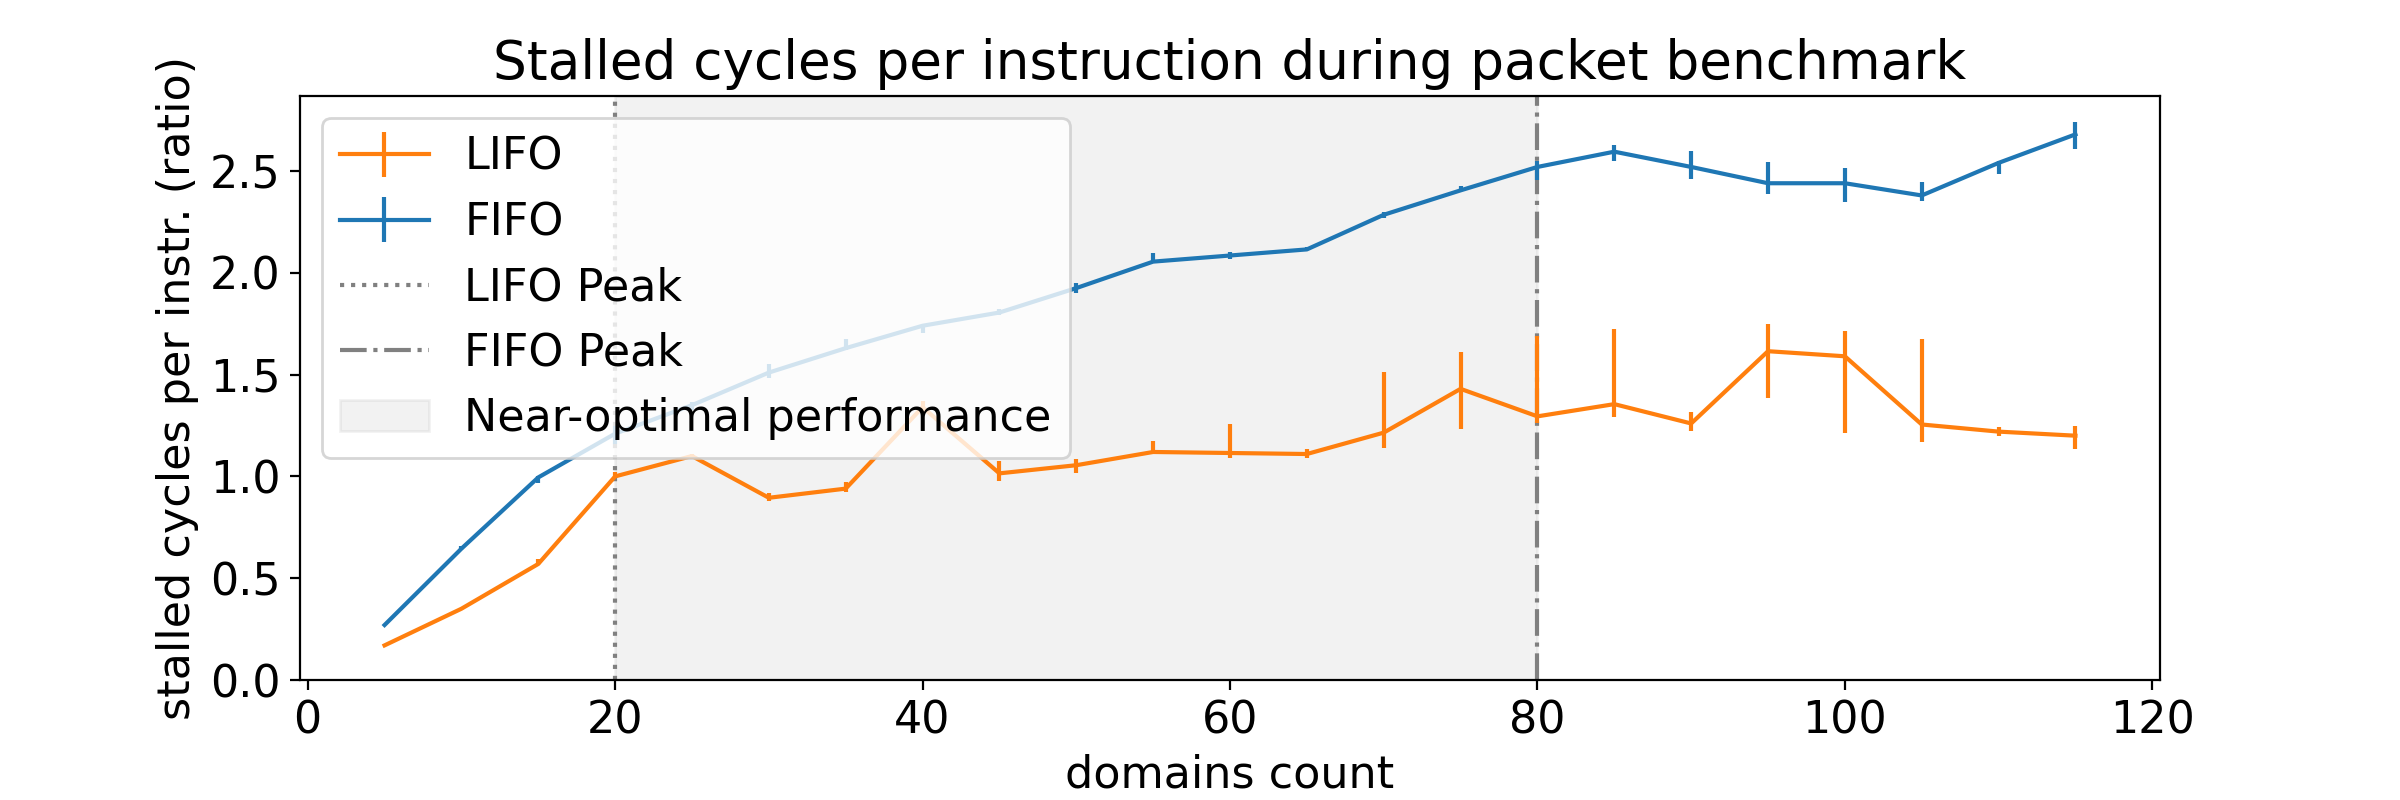 Stalled cycles per instruction during packet benchmark
stalled cycles per instr. (ratio)
2.5
2.0
1.5
1.0
0.5
0.0
LIFO
FIFO
LIFO Peak
FIFO Peak
Near-optimal performance
0
20
40
60
80
100
120
domains count